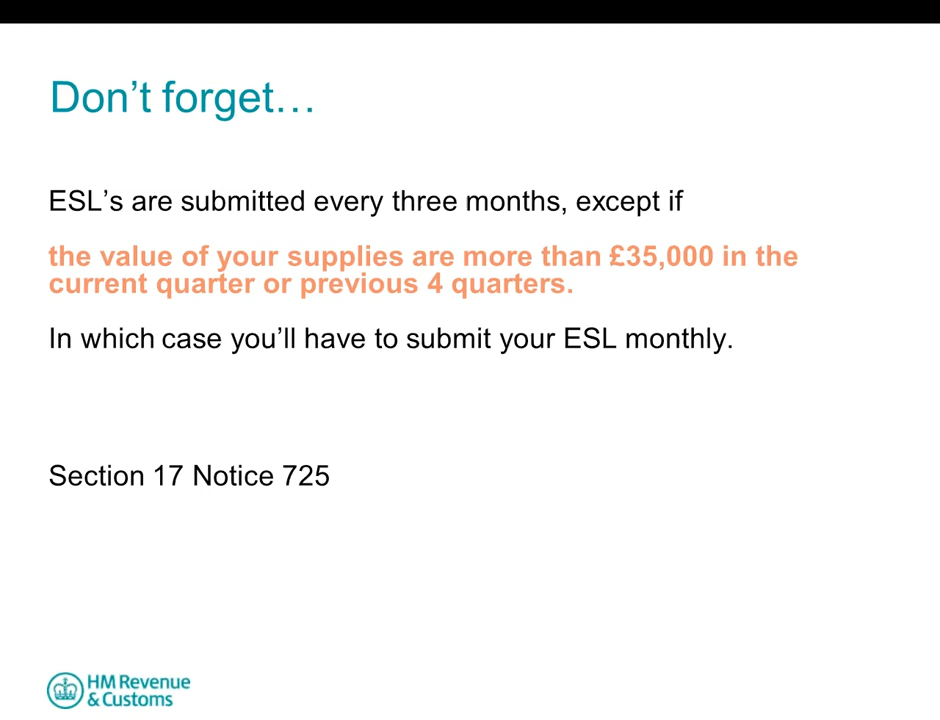 Don’t forget…
ESL’s are submitted every three months, except if
the value of your supplies are more than £35,000 in the
current quarter or previous 4 quarters.
In which case you’ll have to submit your ESL monthly.
Section 17 Notice 725
HM Revenue
& Customs